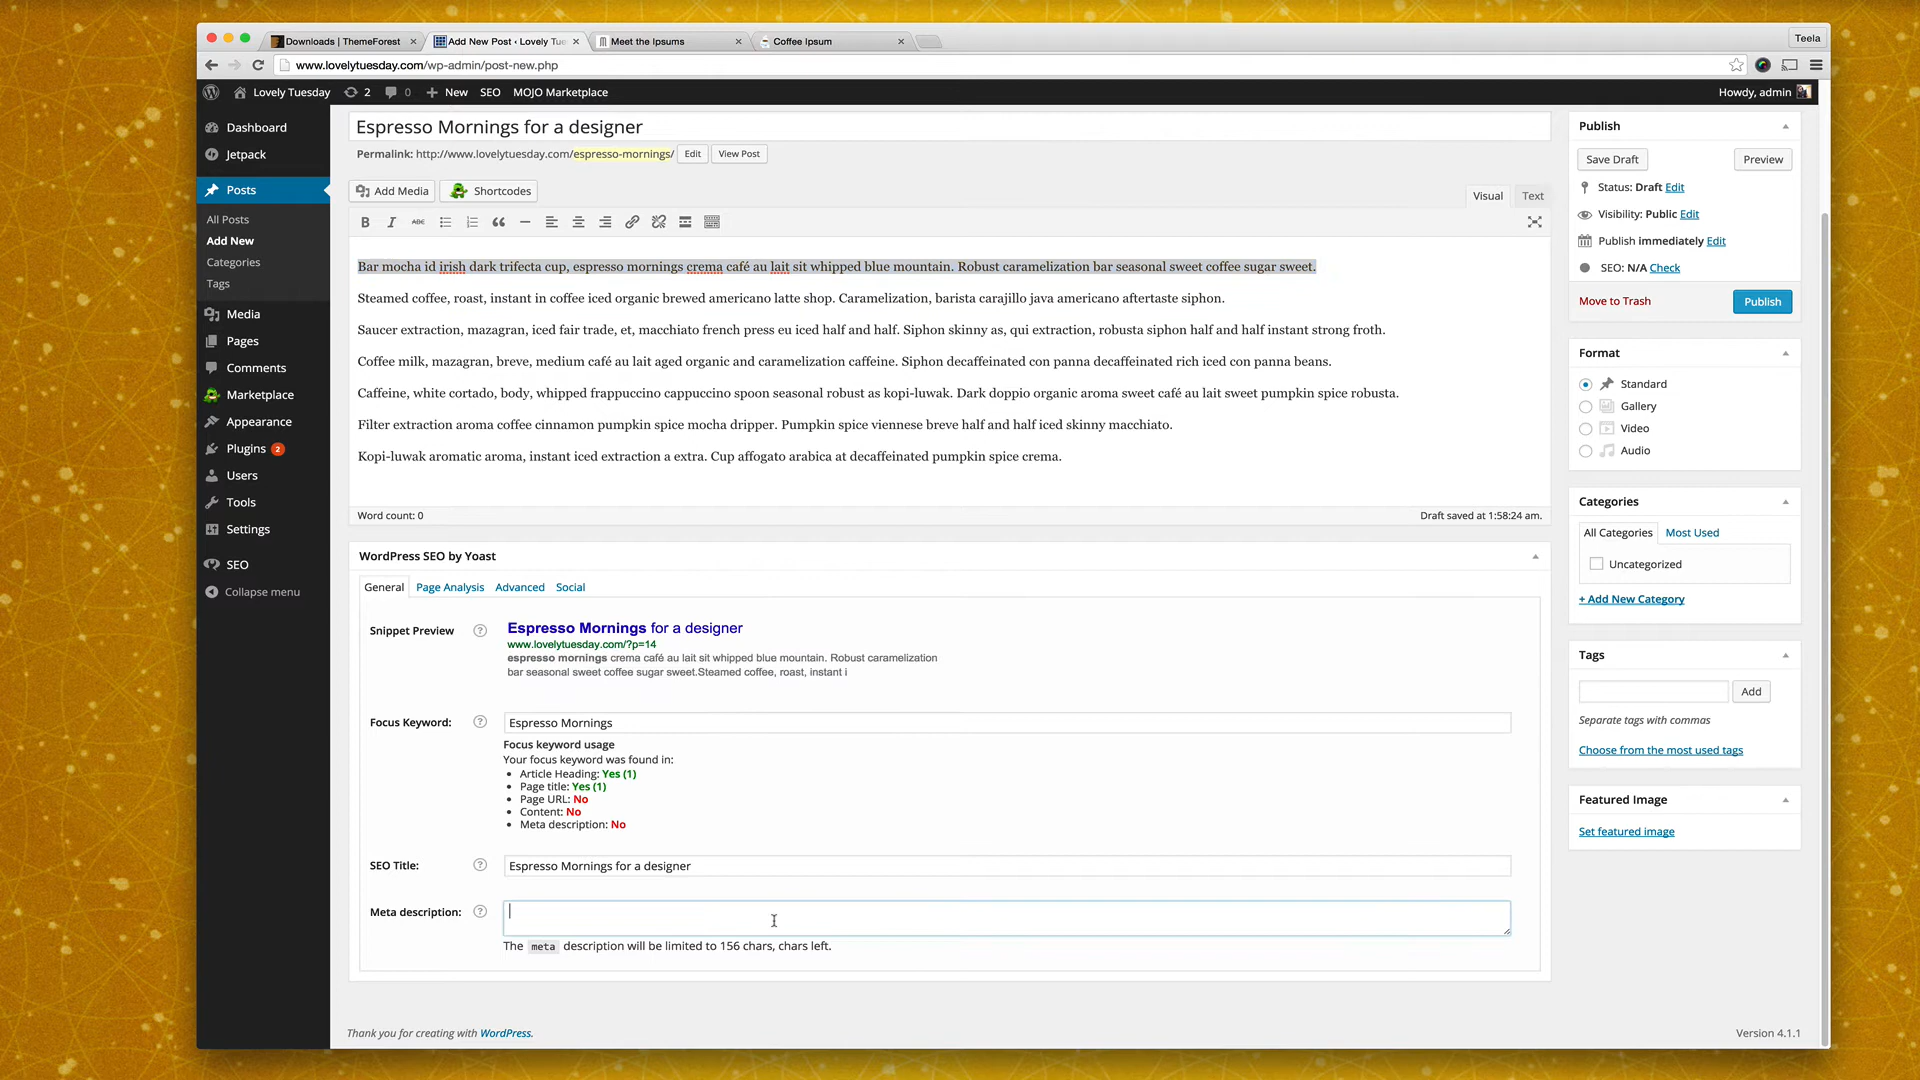 Downloads | ThemeForest
Add New Post ‹ Lovely Tue
Meet the Ipsums
Coffee Ipsum
Teela
www.lovelytuesday.com/wp-admin/post-new.php
Lovely Tuesday 2 0 New SEO MOJO Marketplace
Howdy, admin
Dashboard
Jetpack
Posts
All Posts
Add New
Categories
Tags
Media
Pages
Comments
Marketplace
Appearance
Plugins 2
Users
Tools
Settings
SEO
Collapse menu
Espresso Mornings for a designer
Permalink: http://www.lovelytuesday.com/espresso-mornings/ Edit View Post
Add Media Shortcodes
Visual Text
B I ABC
Bar mocha id irish dark trifecta cup, espresso mornings crema café au lait sit whipped blue mountain. Robust caramelization bar seasonal sweet coffee sugar sweet.
Steamed coffee, roast, instant in coffee iced organic brewed americano latte shop. Caramelization, barista carajillo java americano aftertaste siphon.
Saucer extraction, mazagran, iced fair trade, et, macchiato french press eu iced half and half. Siphon skinny as, qui extraction, robusta siphon half and half instant strong froth.
Coffee milk, mazagran, breve, medium café au lait aged organic and caramelization caffeine. Siphon decaffeinated con panna decaffeinated rich iced con panna beans.
Caffeine, white cortado, body, whipped frappuccino cappuccino spoon seasonal robust as kopi-luwak. Dark doppio organic aroma sweet café au lait sweet pumpkin spice robusta.
Filter extraction aroma coffee cinnamon pumpkin spice mocha dripper. Pumpkin spice viennese breve half and half iced skinny macchiato.
Kopi-luwak aromatic aroma, instant iced extraction a extra. Cup affogato arabica at decaffeinated pumpkin spice crema.
Word count: 0
Draft saved at 1:58:24 am.
WordPress SEO by Yoast
General Page Analysis Advanced Social
Snippet Preview ?
Espresso Mornings for a designer
www.lovelytuesday.com/?p=14
espresso mornings crema café au lait sit whipped blue mountain. Robust caramelization
bar seasonal sweet coffee sugar sweet.Steamed coffee, roast, instant i
Focus Keyword: ? Espresso Mornings
Focus keyword usage
Your focus keyword was found in:
Article Heading: Yes (1)
Page title: Yes (1)
Page URL: No
Content: No
Meta description: No
SEO Title: ? Espresso Mornings for a designer
Meta description: ?
The meta description will be limited to 156 chars, chars left.
Thank you for creating with WordPress.
Version 4.1.1
Publish
Save Draft Preview
Status: Draft Edit
Visibility: Public Edit
Publish immediately Edit
SEO: N/A Check
Move to Trash Publish
Format
Standard
Gallery
Video
Audio
Categories
All Categories Most Used
Uncategorized
+ Add New Category
Tags
Add
Separate tags with commas
Choose from the most used tags
Featured Image
Set featured image